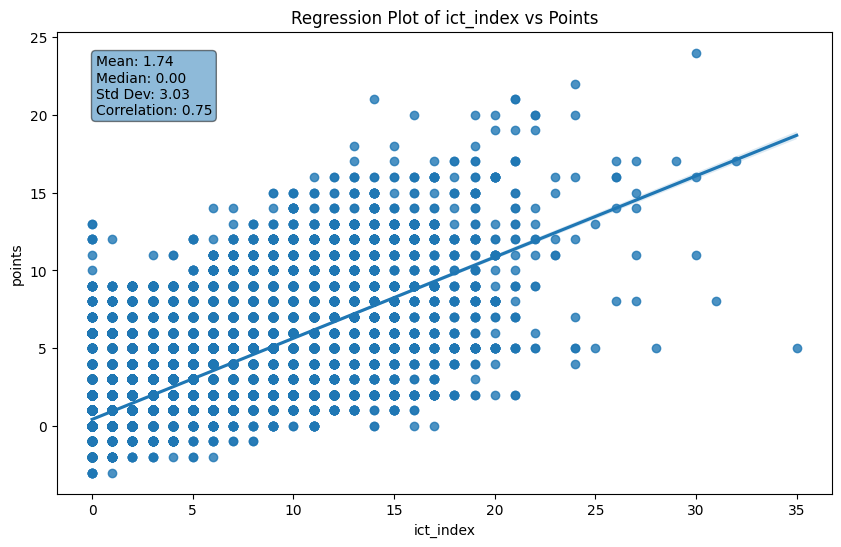 Regression Plot of ict_index vs Points
Mean: 1.74
Median: 0.00
Std Dev: 3.03
Correlation: 0.75
25
20
15
10
5
0
points
0 5 10 15 20 25 30 35
ict_index